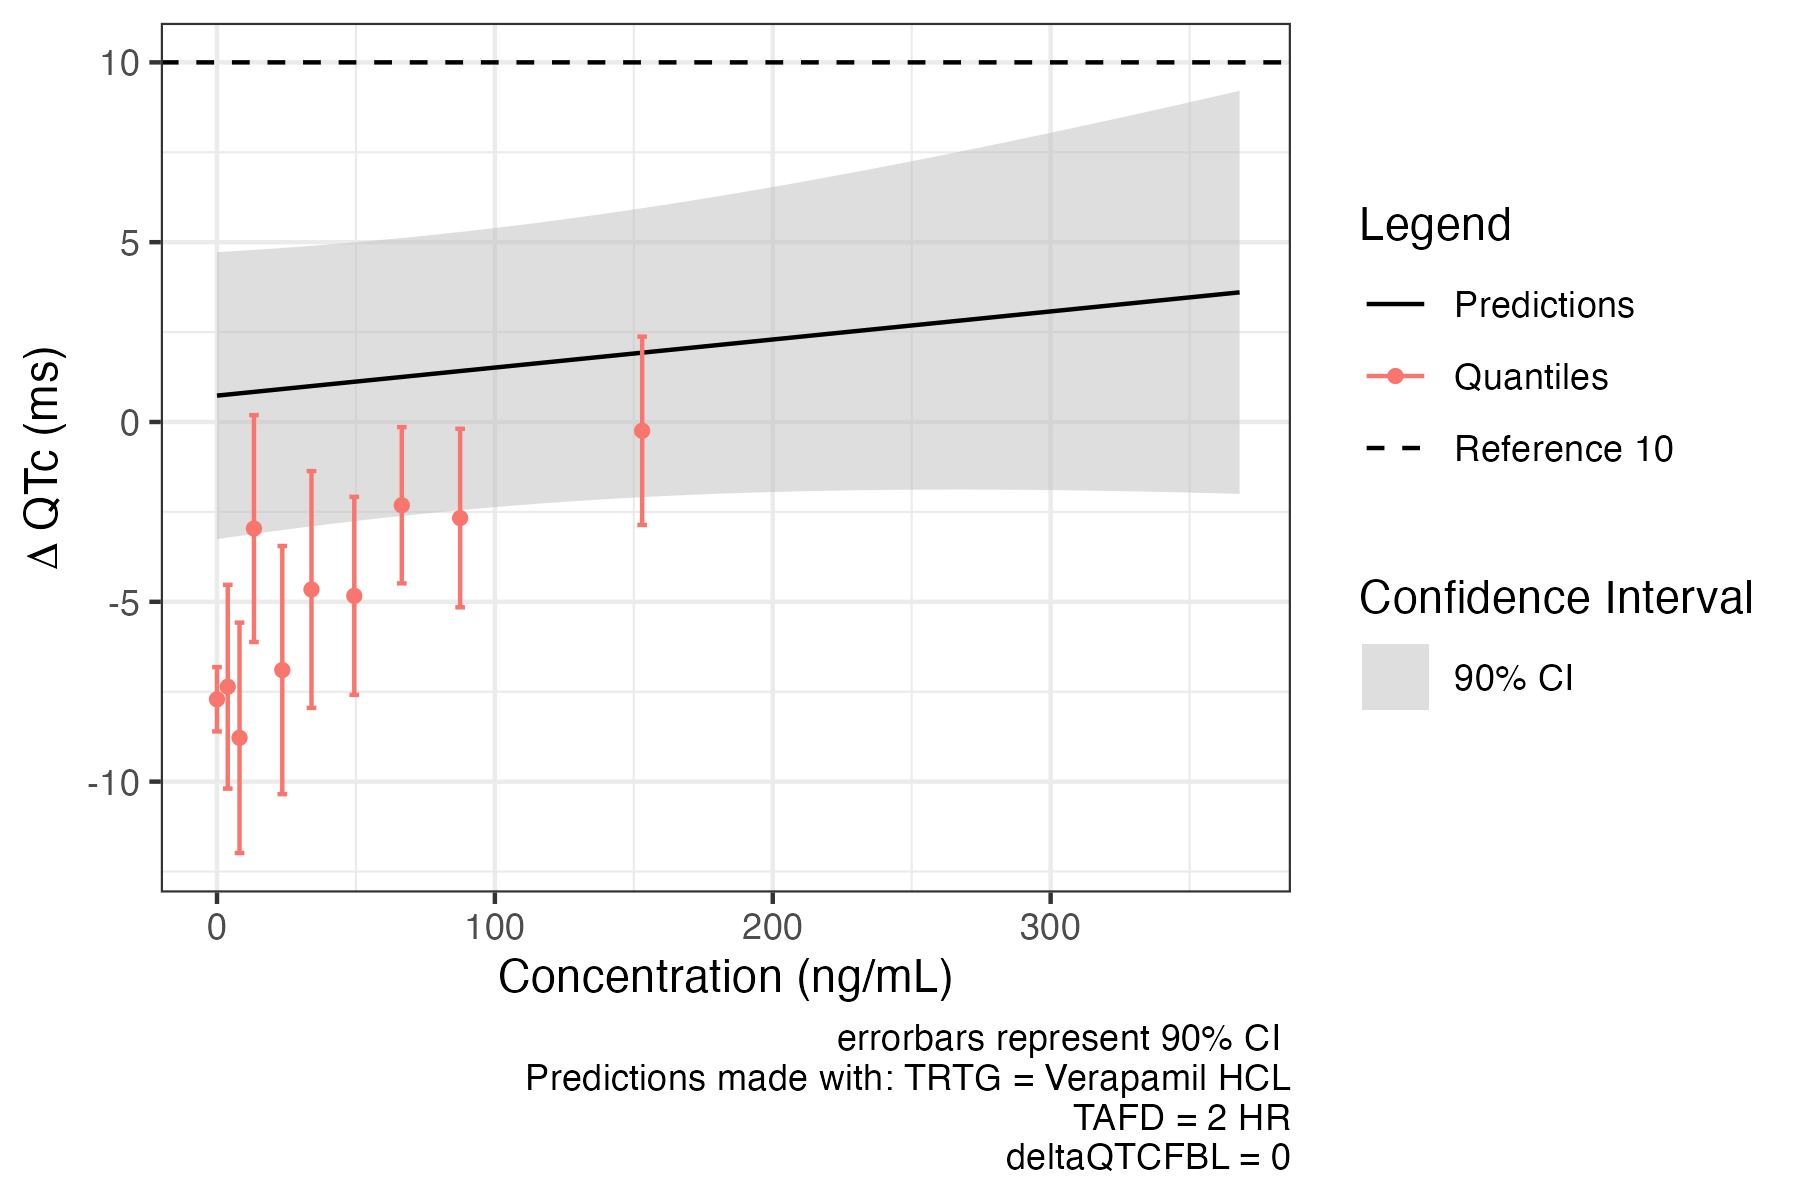 10
5
0
-5
-10
Δ QTc (ms)
0 100 200 300
Concentration (ng/mL)
errorbars represent 90% CI
Predictions made with: TRTG = Verapamil HCL
TAFD = 2 HR
deltaQTCFBL = 0
Legend
Predictions
Quantiles
Reference 10
Confidence Interval
90% CI